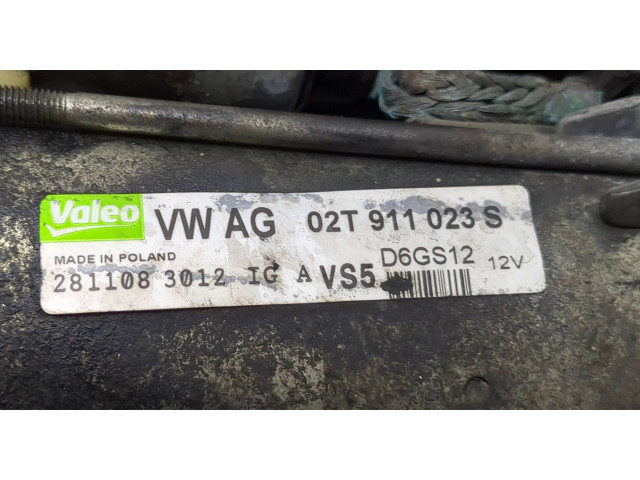 Valeo VW AG 02T 911 023 S
MADE IN POLAND D6GS12 12V
281108 3012 IG A VS5